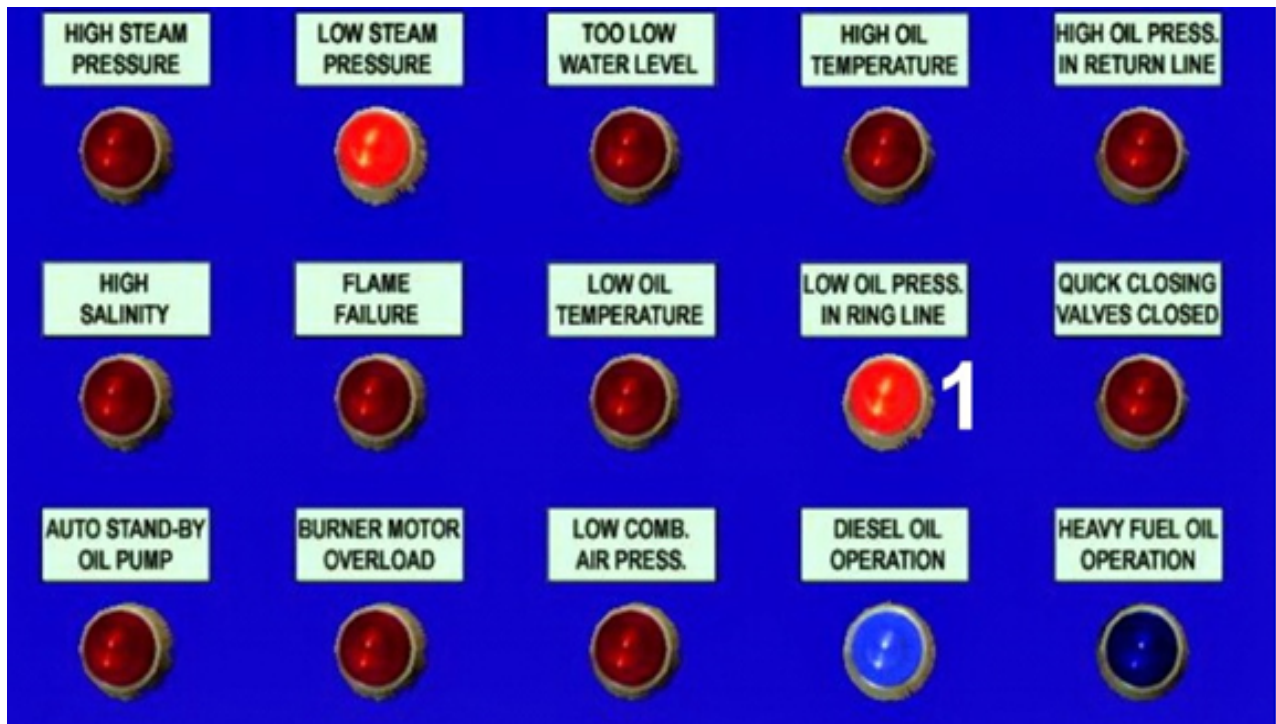 HIGH STEAM
PRESSURE
LOW STEAM
PRESSURE
TOO LOW
WATER LEVEL
HIGH OIL
TEMPERATURE
HIGH OIL PRESS.
IN RETURN LINE
HIGH
SALINITY
FLAME
FAILURE
LOW OIL
TEMPERATURE
LOW OIL PRESS.
IN RING LINE
QUICK CLOSING
VALVES CLOSED
1
AUTO STAND-BY
OIL PUMP
BURNER MOTOR
OVERLOAD
LOW COMB.
AIR PRESS.
DIESEL OIL
OPERATION
HEAVY FUEL OIL
OPERATION